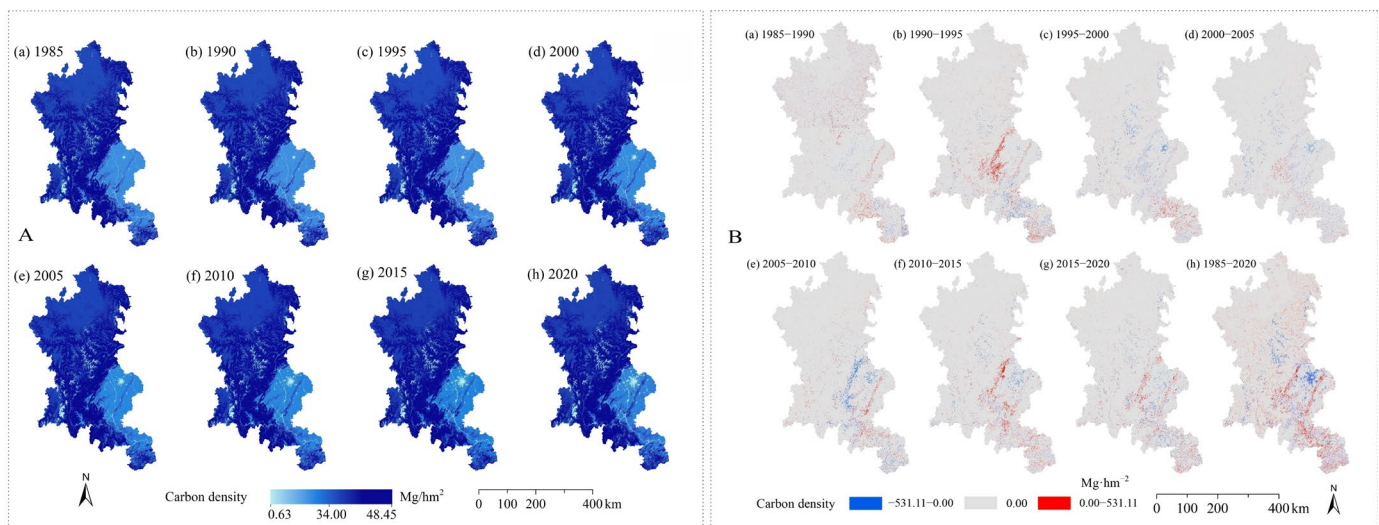 (a) 1985
(b) 1990
(c) 1995
(d) 2000
A
(e) 2005
(f) 2010
(g) 2015
(h) 2020
N
Carbon density
Mg/hm²
0.63 34.00 48.45
0 100 200 400 km
(a) 1985−1990
(b) 1990−1995
(c) 1995−2000
(d) 2000−2005
B
(e) 2005−2010
(f) 2010−2015
(g) 2015−2020
(h) 1985−2020
Mg·hm⁻²
Carbon density
−531.11−0.00
0.00
0.00−531.11
0 100 200 400 km
N